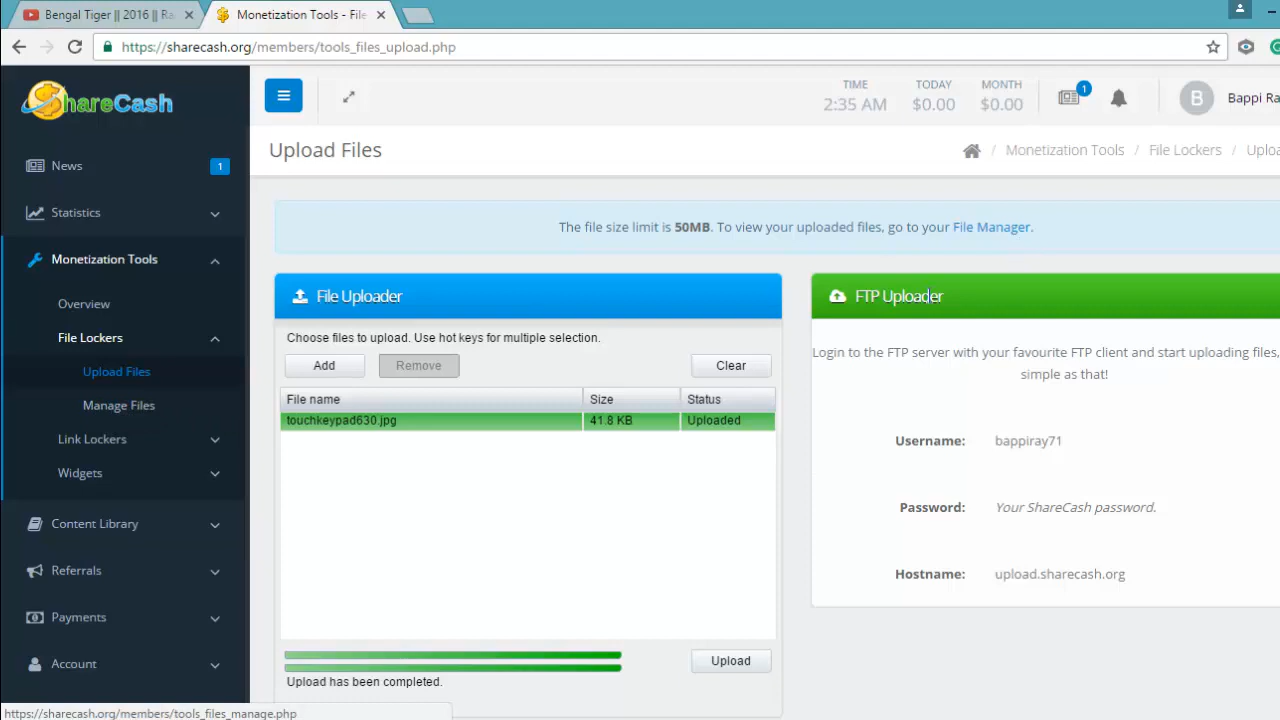 Bengal Tiger || 2016 || Ra
Monetization Tools - File
https://sharecash.org/members/tools_files_upload.php
ShareCash
TIME
2:35 AM
TODAY
$0.00
MONTH
$0.00
1
B
Bappi Ra
News
1
Statistics
Monetization Tools
Overview
File Lockers
Upload Files
Manage Files
Link Lockers
Widgets
Content Library
Referrals
Payments
Account
Upload Files
/ Monetization Tools / File Lockers / Uploa
The file size limit is 50MB. To view your uploaded files, go to your File Manager.
File Uploader
Choose files to upload. Use hot keys for multiple selection.
Add
Remove
Clear
File name
Size
Status
touchkeypad630.jpg
41.8 KB
Uploaded
Upload
Upload has been completed.
FTP Uploader
Login to the FTP server with your favourite FTP client and start uploading files,
simple as that!
Username: bappiray71
Password: Your ShareCash password.
Hostname: upload.sharecash.org
https://sharecash.org/members/tools_files_manage.php